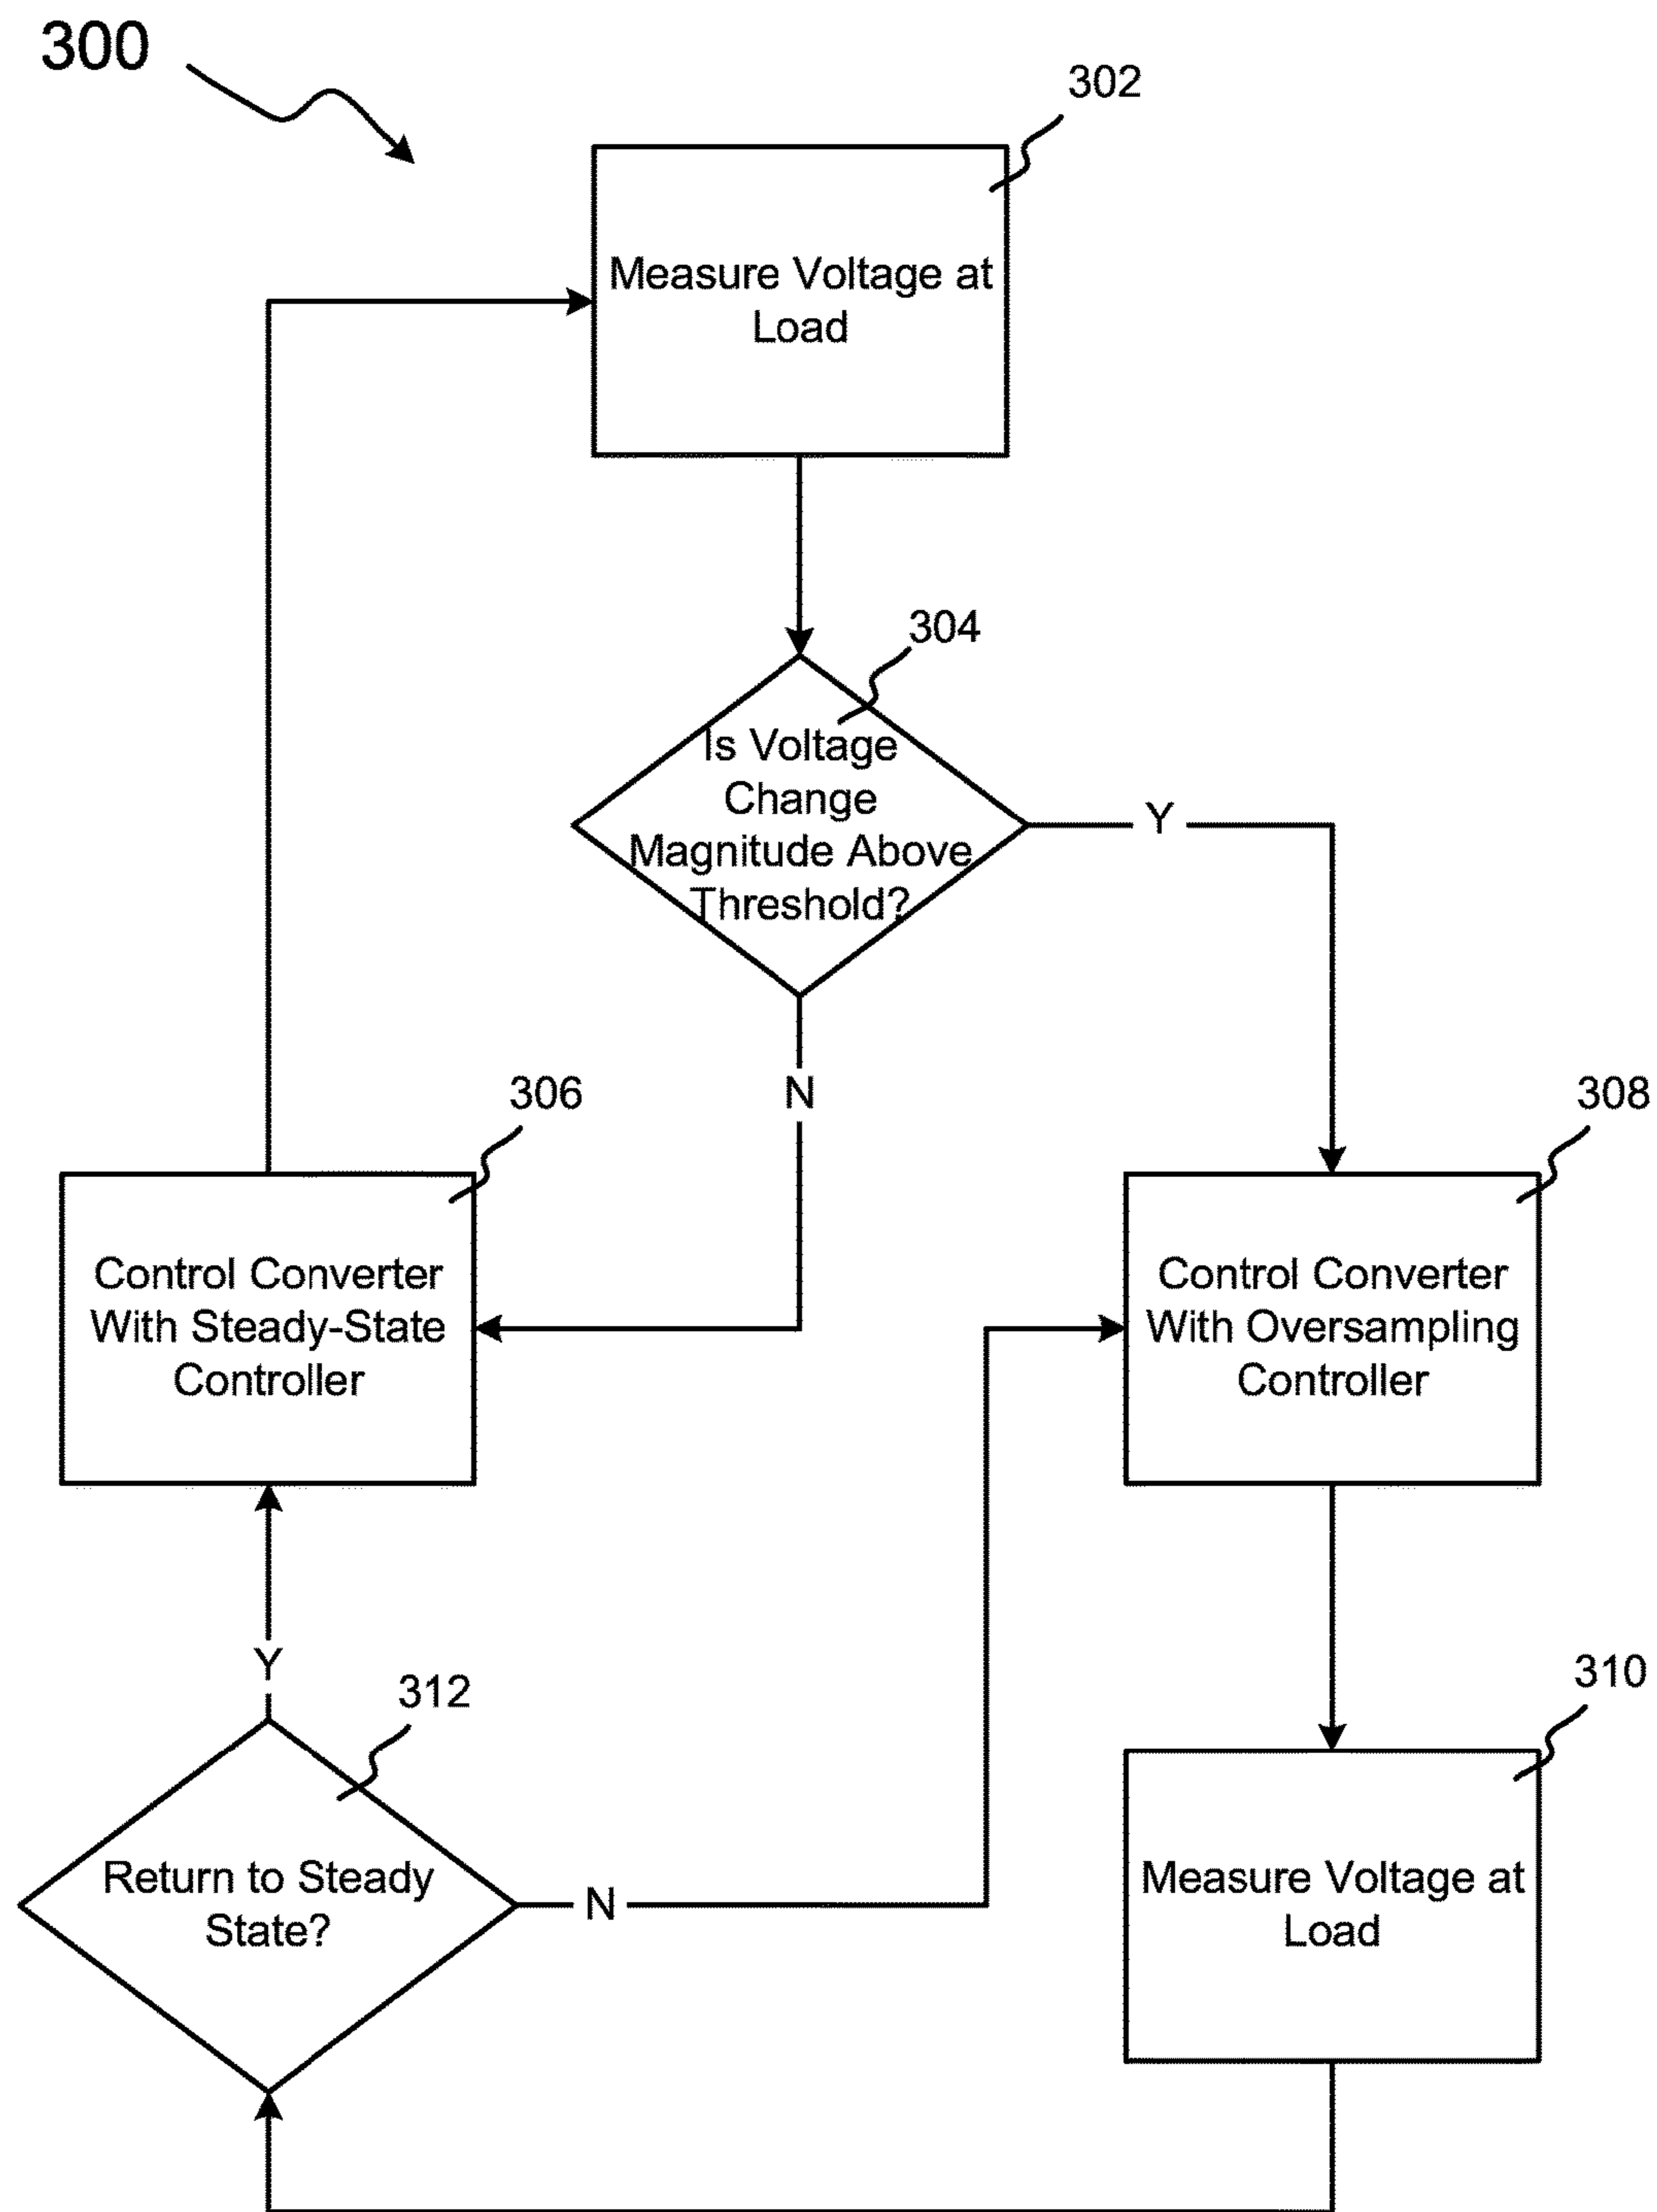 300
302
Measure Voltage at
Load
304
Is Voltage
Change
Magnitude Above
Threshold?
Y
N
306
308
Control Converter
With Steady-State
Controller
Control Converter
With Oversampling
Controller
Y
312
310
Return to Steady
State?
N
Measure Voltage at
Load